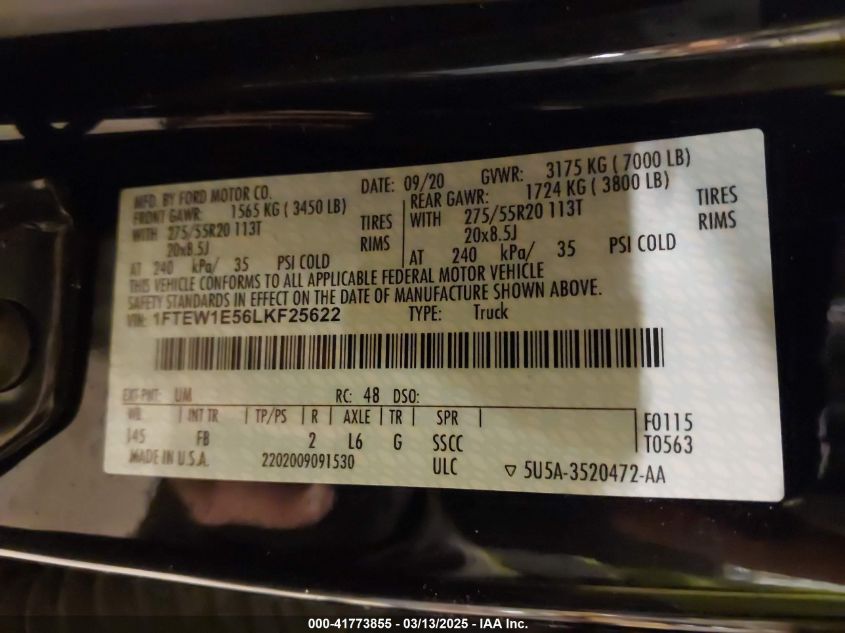 MFD. BY FORD MOTOR CO. DATE: 09/20 GVWR: 3175 KG ( 7000 LB)
FRONT GAWR: 1565 KG ( 3450 LB) REAR GAWR: 1724 KG ( 3800 LB)
WITH 275/55R20 113T TIRES WITH 275/55R20 113T TIRES
20x8.5J RIMS 20x8.5J RIMS
AT 240 kPa/ 35 PSI COLD AT 240 kPa/ 35 PSI COLD
THIS VEHICLE CONFORMS TO ALL APPLICABLE FEDERAL MOTOR VEHICLE
SAFETY STANDARDS IN EFFECT ON THE DATE OF MANUFACTURE SHOWN ABOVE.
VIN: 1FTEW1E56LKF25622 TYPE: Truck
EXT PNT: UM RC: 48 DSO:
WB INT TR TP/PS R AXLE TR SPR F0115
145 FB 2 L6 G SSCC T0563
MADE IN U.S.A. 2202009091530 ULC ▽ 5U5A-3520472-AA
000-41773855 - 03/13/2025 - IAA Inc.